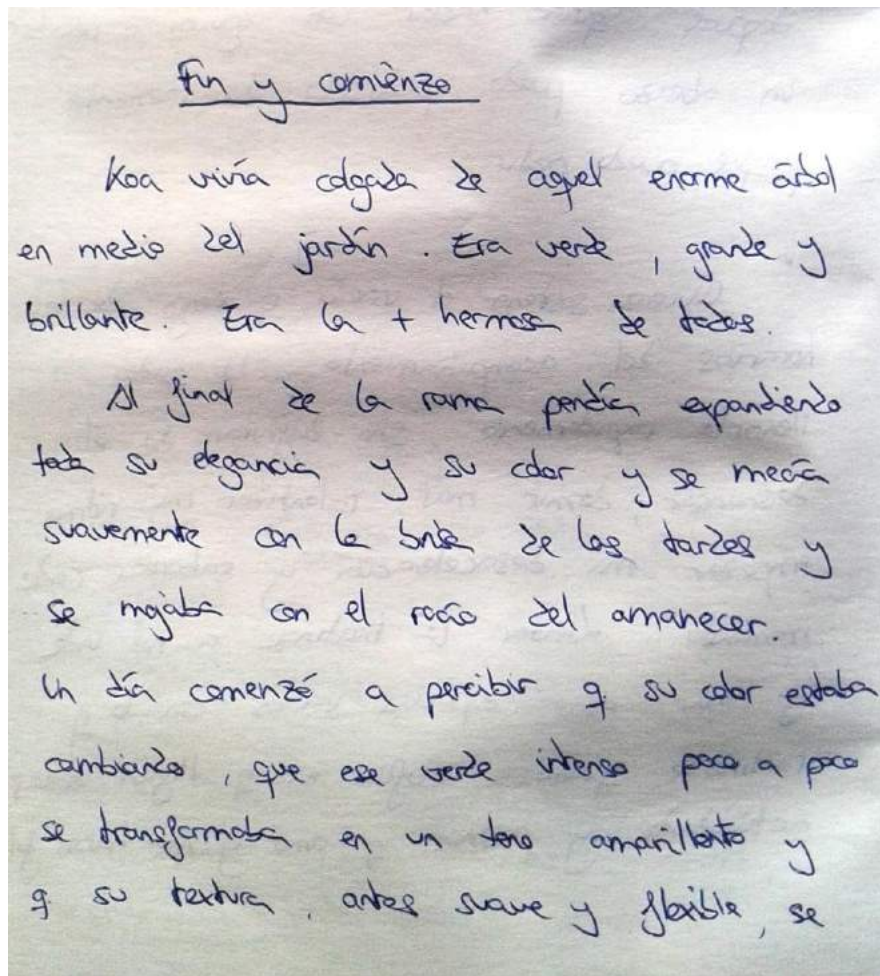 Fin y comienzo
Koa vivía colgada de aquel enorme árbol
en medio del jardín. Era verde, grande y
brillante. Era la + hermosa de todas.
Al final de la rama pendía expandiendo
toda su elegancia y su color y se mecía
suavemente con la brisa de las tardes y
se mojaba con el rocío del amanecer.
Un día comenzó a percibir q su color estaba
cambiando, que ese verde intenso poco a poco
se transformaba en un tono amarillento y
q su textura, antes suave y flexible, se